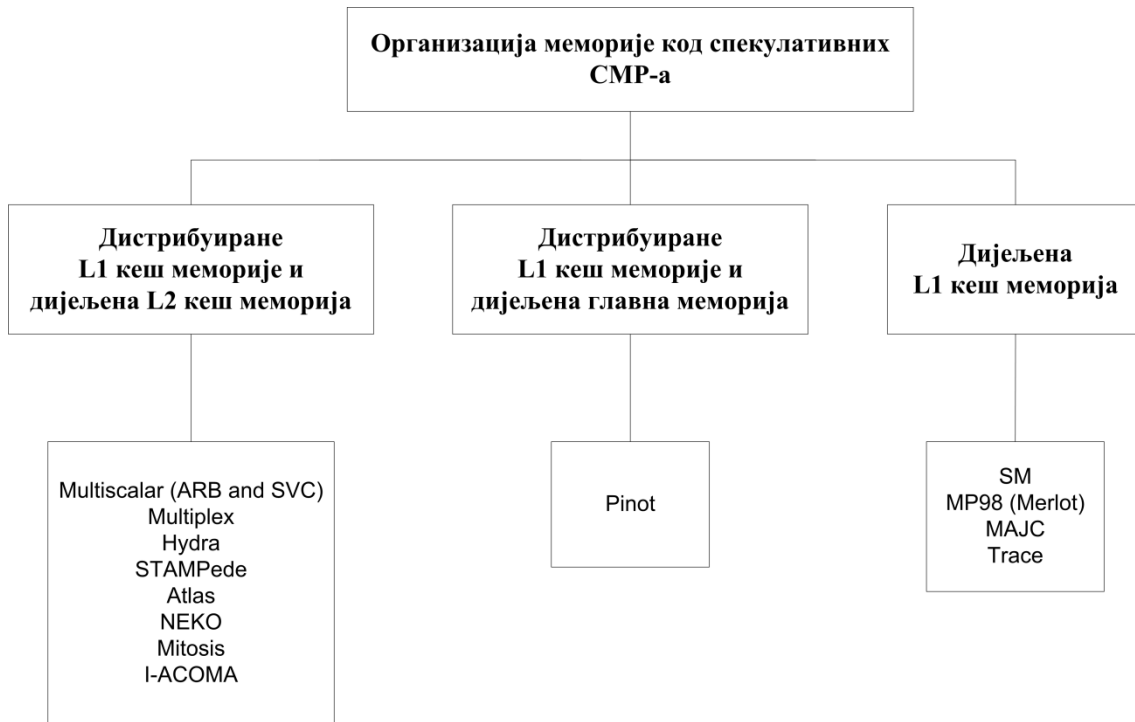 Организација меморије код спекулативних
CMP-а
Дистрибуиране
L1 кеш меморије и
дијељена L2 кеш меморија
Дистрибуиране
L1 кеш меморије и
дијељена главна меморија
Дијељена
L1 кеш меморија
Multiscalar (ARB and SVC)
Multiplex
Hydra
STAMPede
Atlas
NEKO
Mitosis
I-ACOMA
Pinot
SM
MP98 (Merlot)
MAJC
Trace